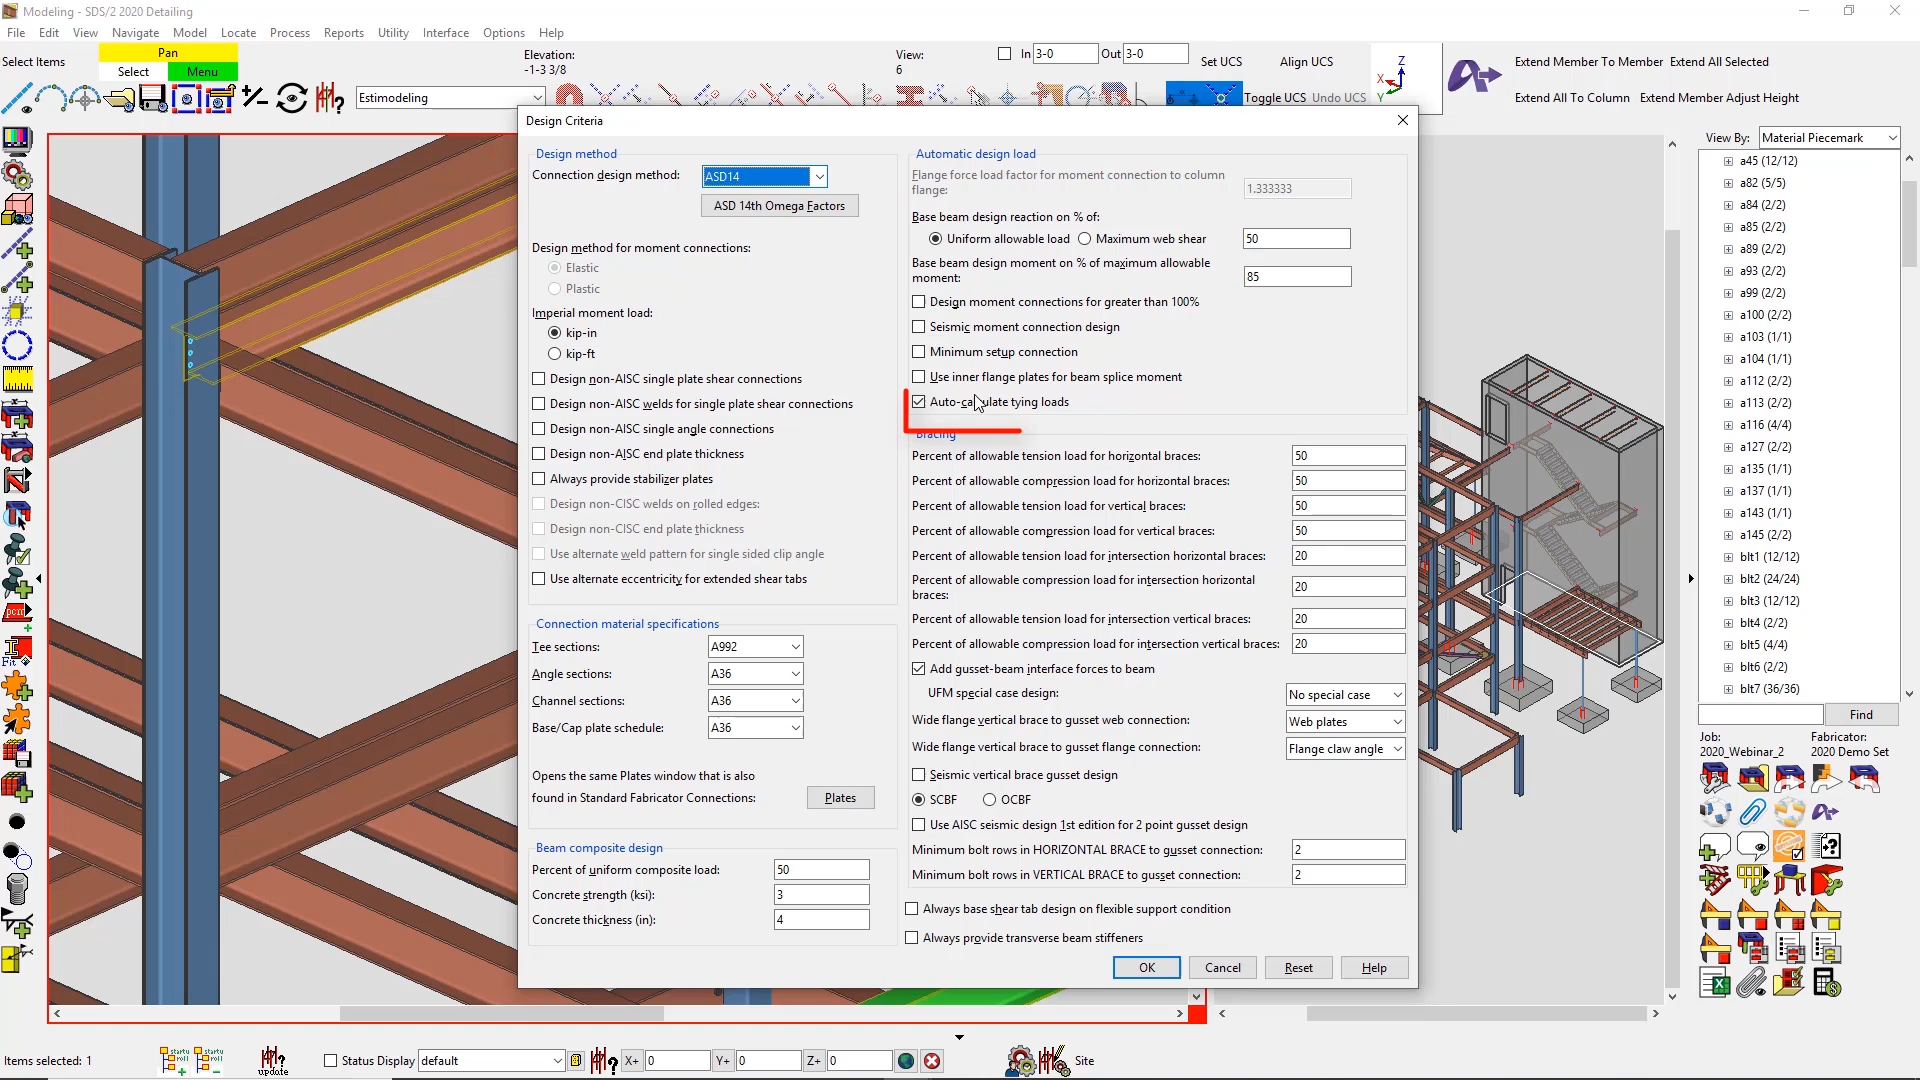 Modeling - SDS/2 2020 Detailing
File Edit View Navigate Model Locate Process Reports Utility Interface Options Help
Select Items
Pan
Select Menu
Elevation:
-1-3 3/8
View:
6
In 3-0 Out 3-0
Set UCS Align UCS
Toggle UCS Undo UCS
Z
X
Y
Extend Member To Member Extend All Selected
Extend All To Column Extend Member Adjust Height
Estimodeling
Design Criteria
Design method
Connection design method: ASD14
ASD 14th Omega Factors
Design method for moment connections:
Elastic
Plastic
Imperial moment load:
kip-in
kip-ft
Design non-AISC single plate shear connections
Design non-AISC welds for single plate shear connections
Design non-AISC single angle connections
Design non-AISC end plate thickness
Always provide stabilizer plates
Design non-CISC welds on rolled edges:
Design non-CISC end plate thickness
Use alternate weld pattern for single sided clip angle
Use alternate eccentricity for extended shear tabs
Connection material specifications
Tee sections: A992
Angle sections: A36
Channel sections: A36
Base/Cap plate schedule: A36
Opens the same Plates window that is also
found in Standard Fabricator Connections: Plates
Beam composite design
Percent of uniform composite load: 50
Concrete strength (ksi): 3
Concrete thickness (in): 4
Automatic design load
Flange force load factor for moment connection to column
flange: 1.333333
Base beam design reaction on % of:
Uniform allowable load Maximum web shear 50
Base beam design moment on % of maximum allowable
moment: 85
Design moment connections for greater than 100%
Seismic moment connection design
Minimum setup connection
Use inner flange plates for beam splice moment
Auto-calculate tying loads
Bracing
Percent of allowable tension load for horizontal braces: 50
Percent of allowable compression load for horizontal braces: 50
Percent of allowable tension load for vertical braces: 50
Percent of allowable compression load for vertical braces: 50
Percent of allowable tension load for intersection horizontal braces: 20
Percent of allowable compression load for intersection horizontal
braces: 20
Percent of allowable tension load for intersection vertical braces: 20
Percent of allowable compression load for intersection vertical braces: 20
Add gusset-beam interface forces to beam
UFM special case design: No special case
Wide flange vertical brace to gusset web connection: Web plates
Wide flange vertical brace to gusset flange connection: Flange claw angle
Seismic vertical brace gusset design
SCBF OCBF
Use AISC seismic design 1st edition for 2 point gusset design
Minimum bolt rows in HORIZONTAL BRACE to gusset connection: 2
Minimum bolt rows in VERTICAL BRACE to gusset connection: 2
Always base shear tab design on flexible support condition
Always provide transverse beam stiffeners
OK Cancel Reset Help
View By: Material Piecemark
a45 (12/12)
a82 (5/5)
a84 (2/2)
a85 (2/2)
a89 (2/2)
a93 (2/2)
a99 (2/2)
a100 (2/2)
a103 (1/1)
a104 (1/1)
a112 (2/2)
a113 (2/2)
a116 (4/4)
a127 (2/2)
a135 (1/1)
a137 (1/1)
a143 (1/1)
a145 (2/2)
blt1 (12/12)
blt2 (24/24)
blt3 (12/12)
blt4 (2/2)
blt5 (4/4)
blt6 (2/2)
blt7 (36/36)
Find
Job: Fabricator:
2020_Webinar_2 2020 Demo Set
pcm
Fit
Items selected: 1
startu
roll
startu
roll
update
Status Display default
X+ 0 Y+ 0 Z+ 0
Site